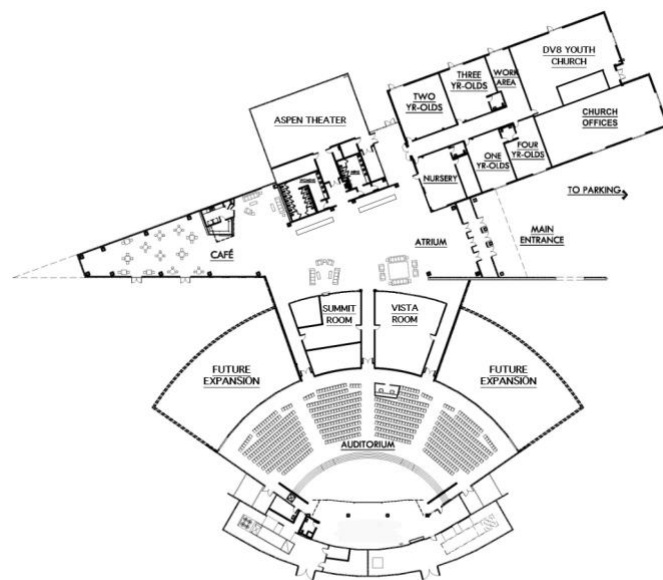 DV8 YOUTH
CHURCH
THREE
YR-OLDS
WORK
AREA
TWO
YR-OLDS
ASPEN THEATER
CHURCH
OFFICES
FOUR
YR-OLDS
ONE
YR-OLDS
NURSERY
TO PARKING
MAIN
ENTRANCE
ATRIUM
CAFÉ
SUMMIT
ROOM
VISTA
ROOM
FUTURE
EXPANSION
FUTURE
EXPANSION
AUDITORIUM